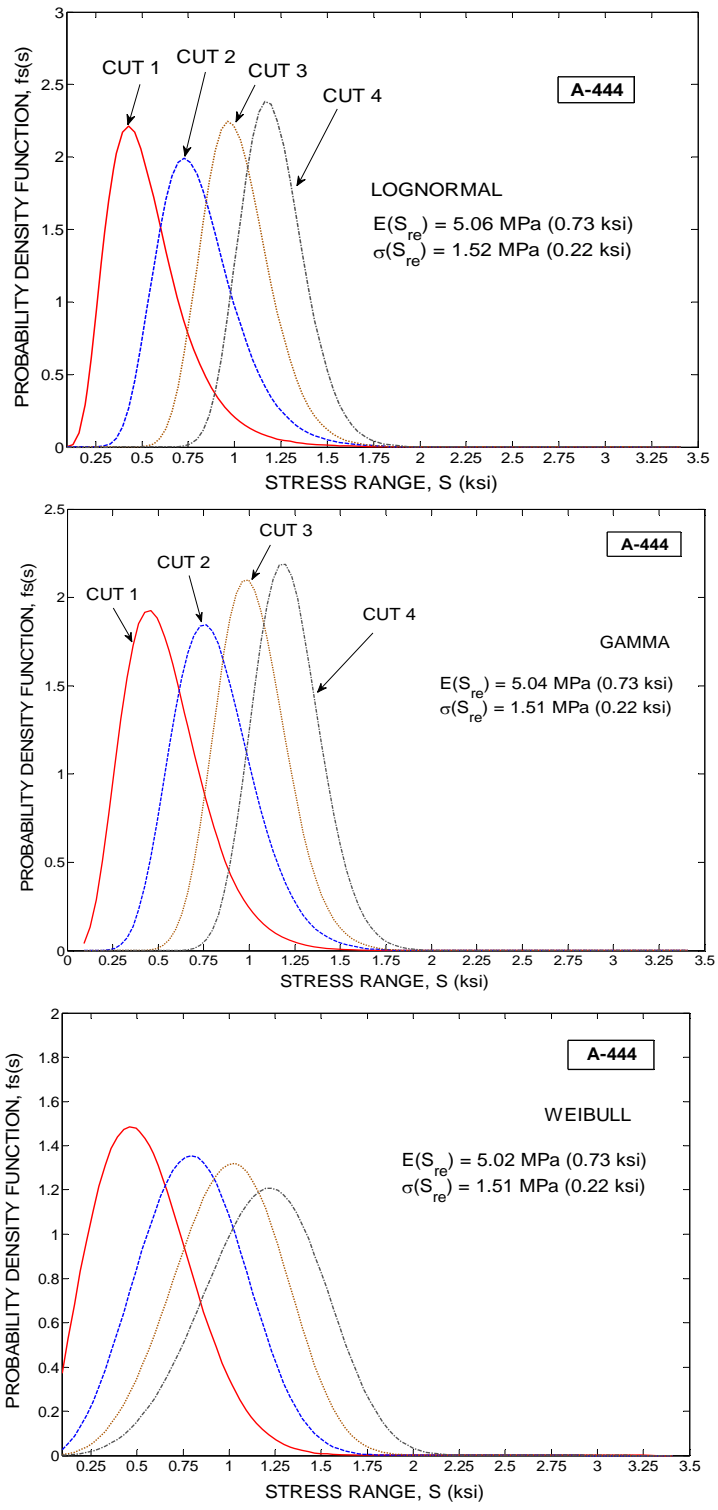 3
2.5
2
1.5
1
0.5
0
PROBABILITY DENSITY FUNCTION, fs(s)
CUT 1
CUT 2
CUT 3
CUT 4
A-444
LOGNORMAL
E(Sre) = 5.06 MPa (0.73 ksi)
σ(Sre) = 1.52 MPa (0.22 ksi)
0.25 0.5 0.75 1 1.25 1.5 1.75 2 2.25 2.5 2.75 3 3.25 3.5
STRESS RANGE, S (ksi)
2.5
2
1.5
1
0.5
0
PROBABILITY DENSITY FUNCTION, fs(s)
CUT 1
CUT 2
CUT 3
CUT 4
A-444
GAMMA
E(Sre) = 5.04 MPa (0.73 ksi)
σ(Sre) = 1.51 MPa (0.22 ksi)
0 0.25 0.5 0.75 1 1.25 1.5 1.75 2 2.25 2.5 2.75 3 3.25 3.5
STRESS RANGE, S (ksi)
2
1.8
1.6
1.4
1.2
1
0.8
0.6
0.4
0.2
0
PROBABILITY DENSITY FUNCTION, fs(s)
A-444
WEIBULL
E(Sre) = 5.02 MPa (0.73 ksi)
σ(Sre) = 1.51 MPa (0.22 ksi)
0.25 0.5 0.75 1 1.25 1.5 1.75 2 2.25 2.5 2.75 3 3.25 3.5
STRESS RANGE, S (ksi)